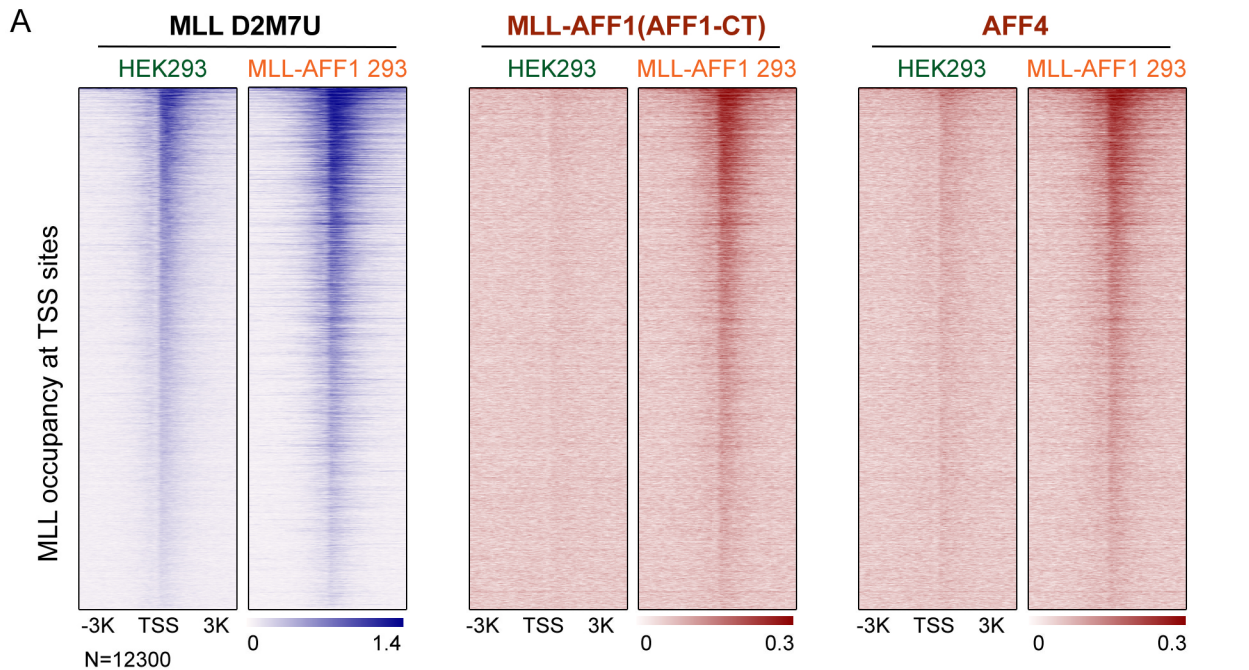 A
MLL D2M7U
MLL-AFF1(AFF1-CT)
AFF4
HEK293
MLL-AFF1 293
HEK293
MLL-AFF1 293
HEK293
MLL-AFF1 293
MLL occupancy at TSS sites
-3K TSS 3K
0 1.4
-3K TSS 3K
0 0.3
-3K TSS 3K
0 0.3
N=12300